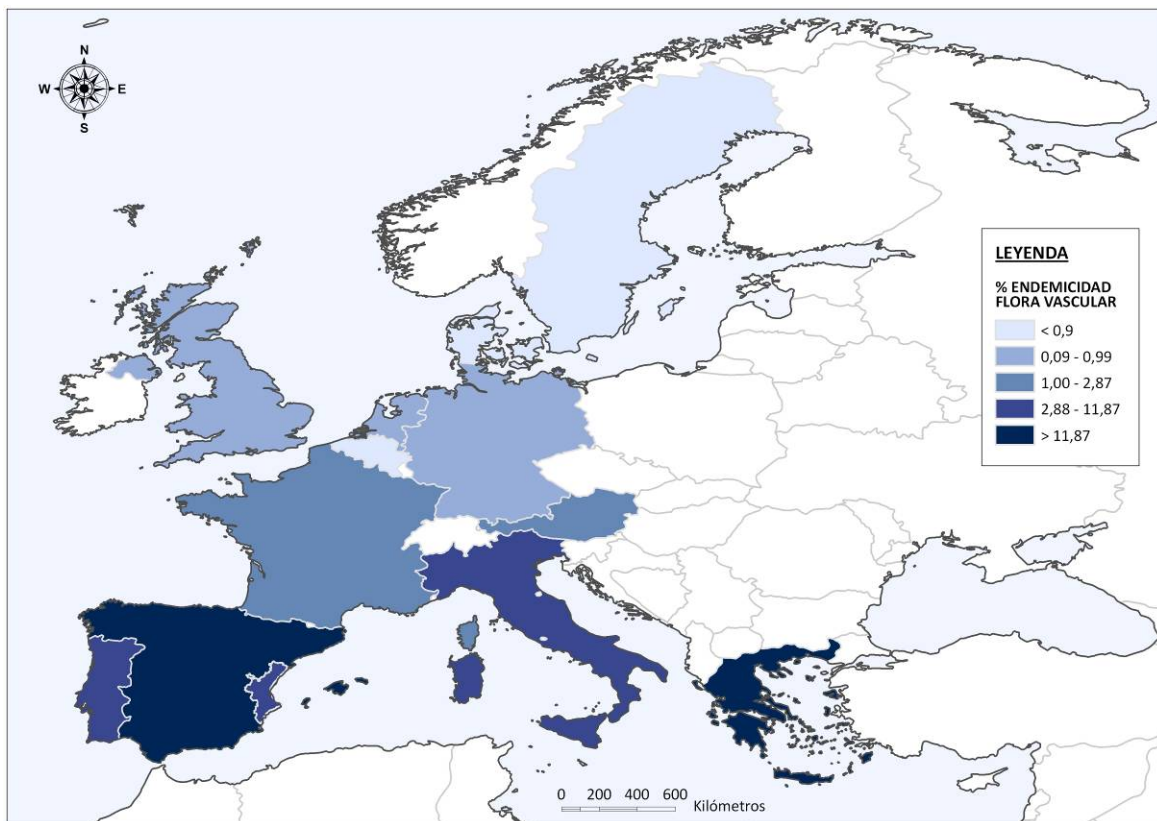 N
W E
S
LEYENDA
% ENDEMICIDAD
FLORA VASCULAR
< 0,9
0,09 - 0,99
1,00 - 2,87
2,88 - 11,87
> 11,87
0 200 400 600
Kilómetros